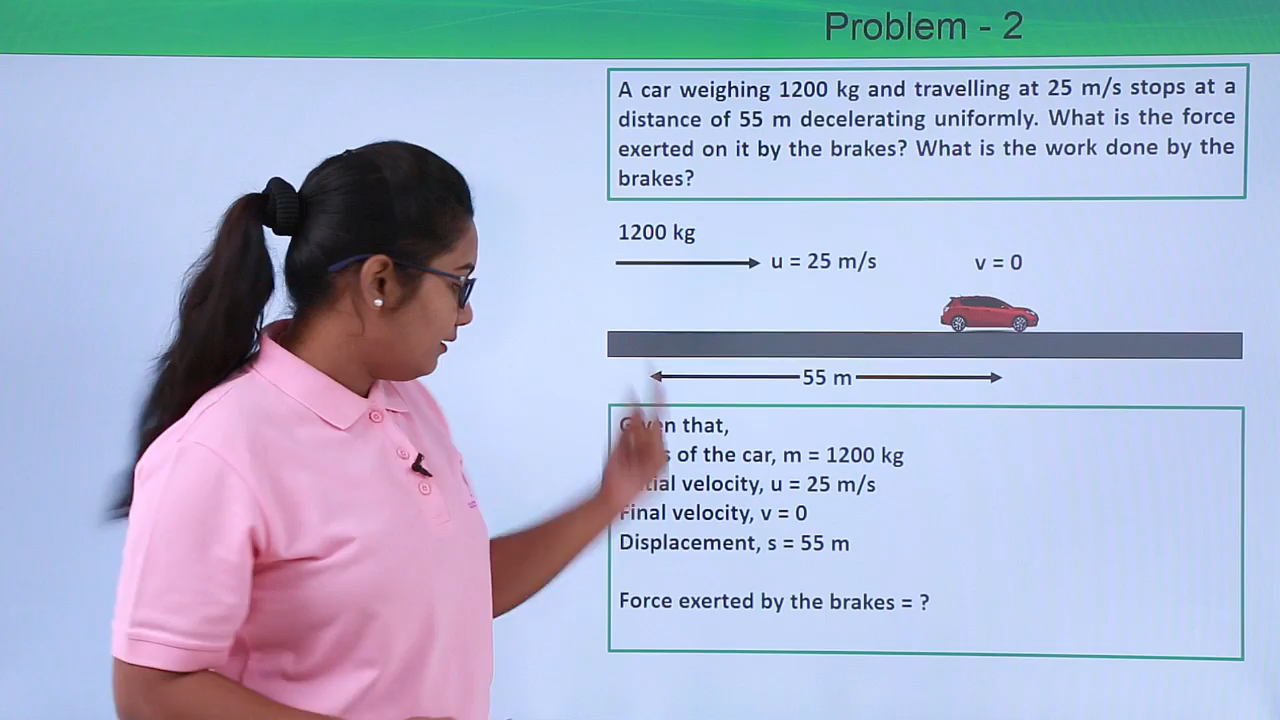 Problem - 2
A car weighing 1200 kg and travelling at 25 m/s stops at a
distance of 55 m decelerating uniformly. What is the force
exerted on it by the brakes? What is the work done by the
brakes?
1200 kg
u = 25 m/s
v = 0
55 m
Given that,
of the car, m = 1200 kg
velocity, u = 25 m/s
Final velocity, v = 0
Displacement, s = 55 m
Force exerted by the brakes = ?